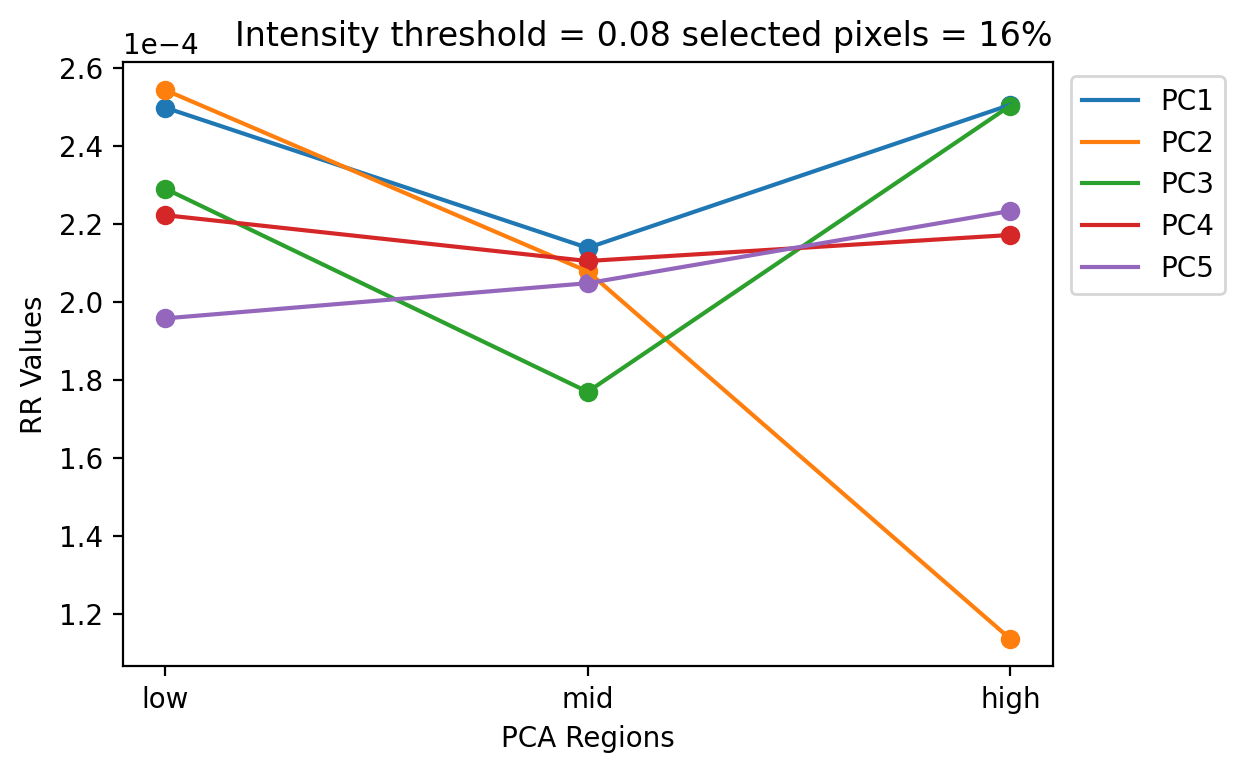 Intensity threshold = 0.08 selected pixels = 16%
1e−4
2.6
2.4
2.2
2.0
1.8
1.6
1.4
1.2
RR Values
low mid high
PCA Regions
PC1
PC2
PC3
PC4
PC5